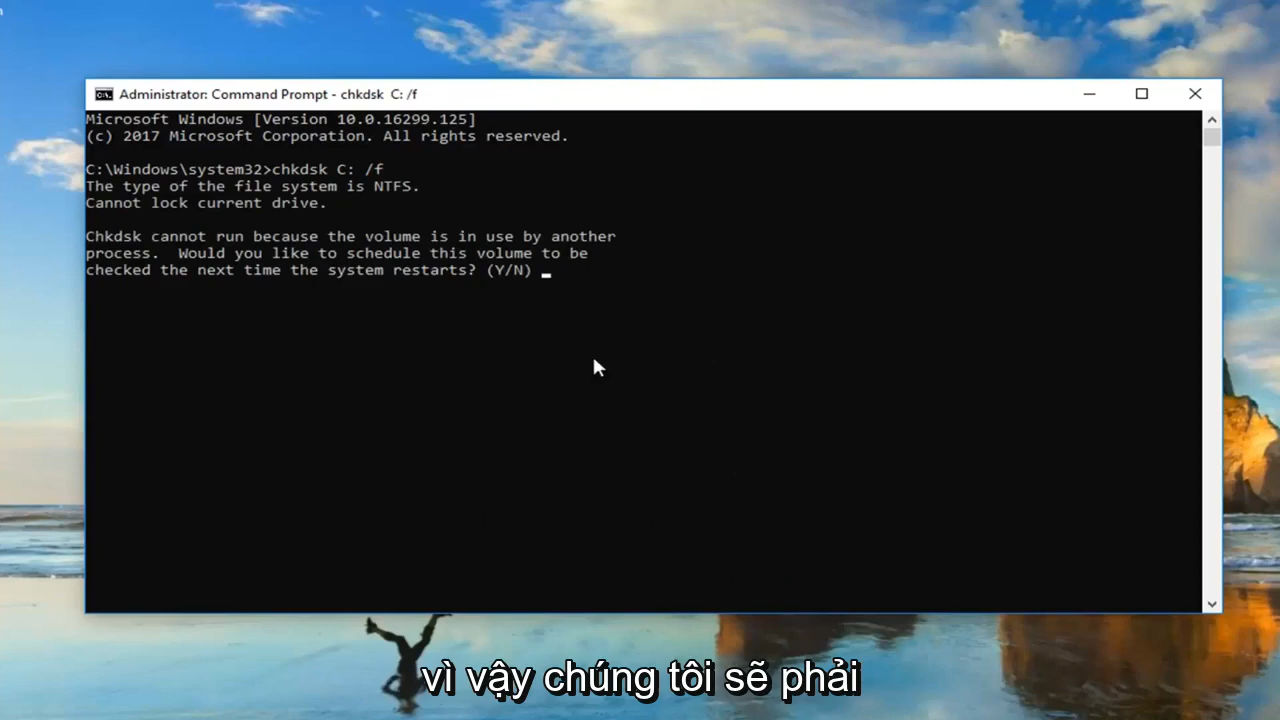 Administrator: Command Prompt - chkdsk  C: /f
Microsoft Windows [Version 10.0.16299.125]
(c) 2017 Microsoft Corporation. All rights reserved.
C:\Windows\system32>chkdsk C: /f
The type of the file system is NTFS.
Cannot lock current drive.
Chkdsk cannot run because the volume is in use by another
process.  Would you like to schedule this volume to be
checked the next time the system restarts? (Y/N)
vì vậy chúng tôi sẽ phải